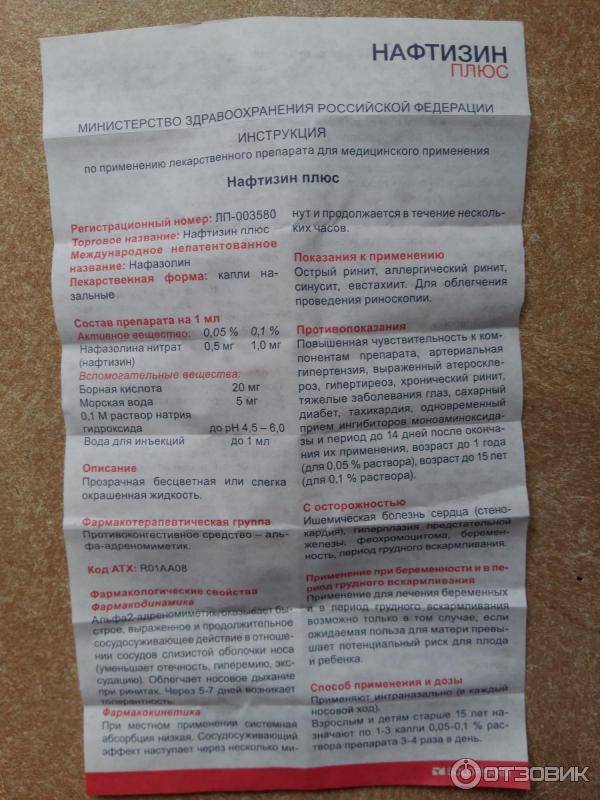 НАФТИЗИН
ПЛЮС
МИНИСТЕРСТВО ЗДРАВООХРАНЕНИЯ РОССИЙСКОЙ ФЕДЕРАЦИИ
ИНСТРУКЦИЯ
по применению лекарственного препарата для медицинского применения
Нафтизин плюс
Регистрационный номер: ЛП-003580
Торговое название: Нафтизин плюс
Международное непатентованное
название: Нафазолин
Лекарственная форма: капли на-
зальные
Состав препарата на 1 мл
Активное вещество: 0,05 % 0,1 %
Нафазолина нитрат 0,5 мг 1,0 мг
(нафтизин)
Вспомогательные вещества:
Борная кислота 20 мг
Морская вода 5 мг
0,1 М раствор натрия
гидроксида до pH 4,5 – 6,0
Вода для инъекций до 1 мл
Описание
Прозрачная бесцветная или слегка
окрашенная жидкость.
Фармакотерапевтическая группа
Противоконгестивное средство – аль-
фа-адреномиметик.
Код АТХ: R01AA08
Фармакологические свойства
Фармакодинамика
Альфа2-адреномиметик, оказывает бы-
строе, выраженное и продолжительное
сосудосуживающее действие в отноше-
нии сосудов слизистой оболочки носа
(уменьшает отечность, гиперемию, экс-
судацию). Облегчает носовое дыхание
при ринитах. Через 5-7 дней возникает
толерантность.
Фармакокинетика
При местном применении системная
абсорбция низкая. Сосудосуживающий
эффект наступает через несколько ми-
нут и продолжается в течение несколь-
ких часов.
Показания к применению
Острый ринит, аллергический ринит,
синусит, евстахиит. Для облегчения
проведения риноскопии.
Противопоказания
Повышенная чувствительность к ком-
понентам препарата, артериальная
гипертензия, выраженный атероскле-
роз, гипертиреоз, хронический ринит,
тяжелые заболевания глаз, сахарный
диабет, тахикардия, одновременный
прием ингибиторов моноаминоксида-
зы и период до 14 дней после оконча-
ния их применения, возраст до 1 года
(для 0,05 % раствора), возраст до 15 лет
(для 0,1 % раствора).
С осторожностью
Ишемическая болезнь сердца (стено-
кардия), гиперплазия предстательной
железы, феохромоцитома, беремен-
ность, период грудного вскармливания.
Применение при беременности и в пе-
риод грудного вскармливания
Применение для лечения беременных
и в период грудного вскармливания
возможно только в том случае, если
ожидаемая польза для матери превы-
шает потенциальный риск для плода
и ребенка.
Способ применения и дозы
Применяют интраназально (в каждый
носовой ход).
Взрослым и детям старше 15 лет на-
значают по 1-3 капли 0,05-0,1 % рас-
твора препарата 3-4 раза в день.
ОТЗОВИК